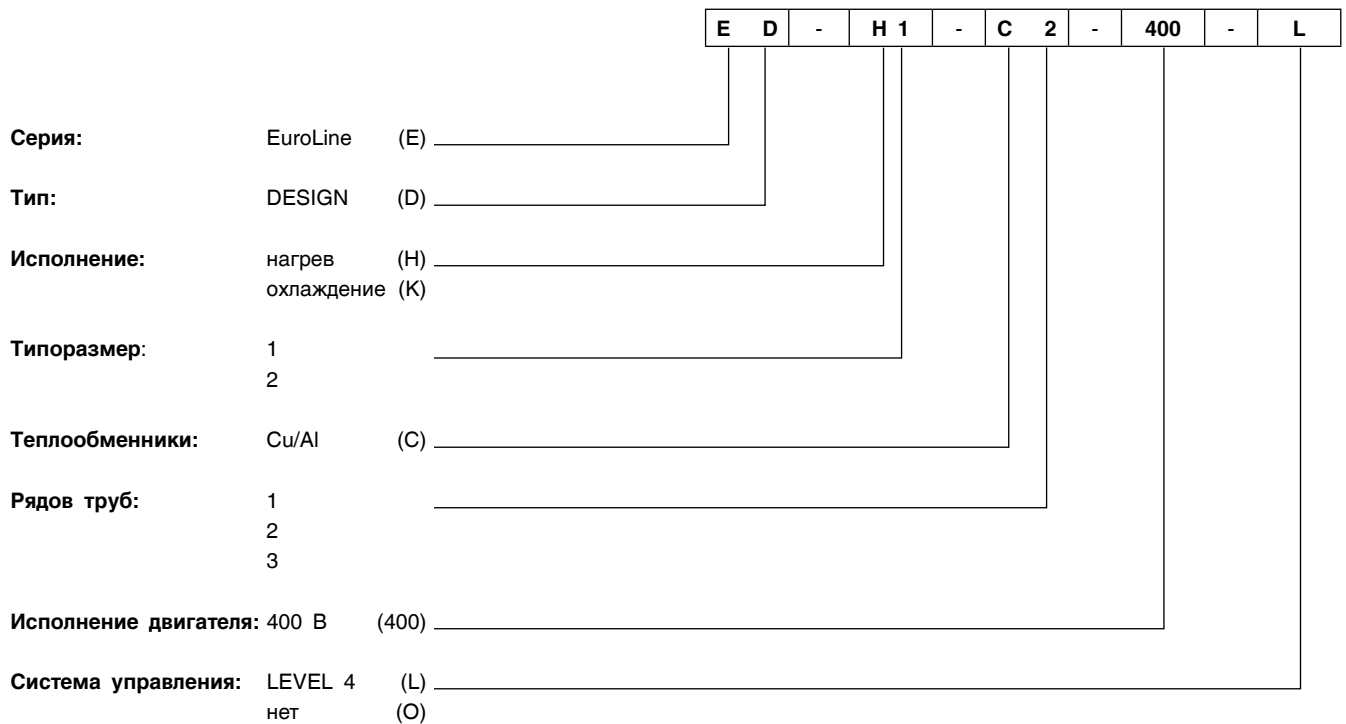 E D - H 1 - C 2 - 400 - L
Серия: EuroLine (E)
Тип: DESIGN (D)
Исполнение: нагрев (H)
охлаждение (K)
Типоразмер: 1
2
Теплообменники: Cu/Al (C)
Рядов труб: 1
2
3
Исполнение двигателя: 400 В (400)
Система управления: LEVEL 4 (L)
нет (O)